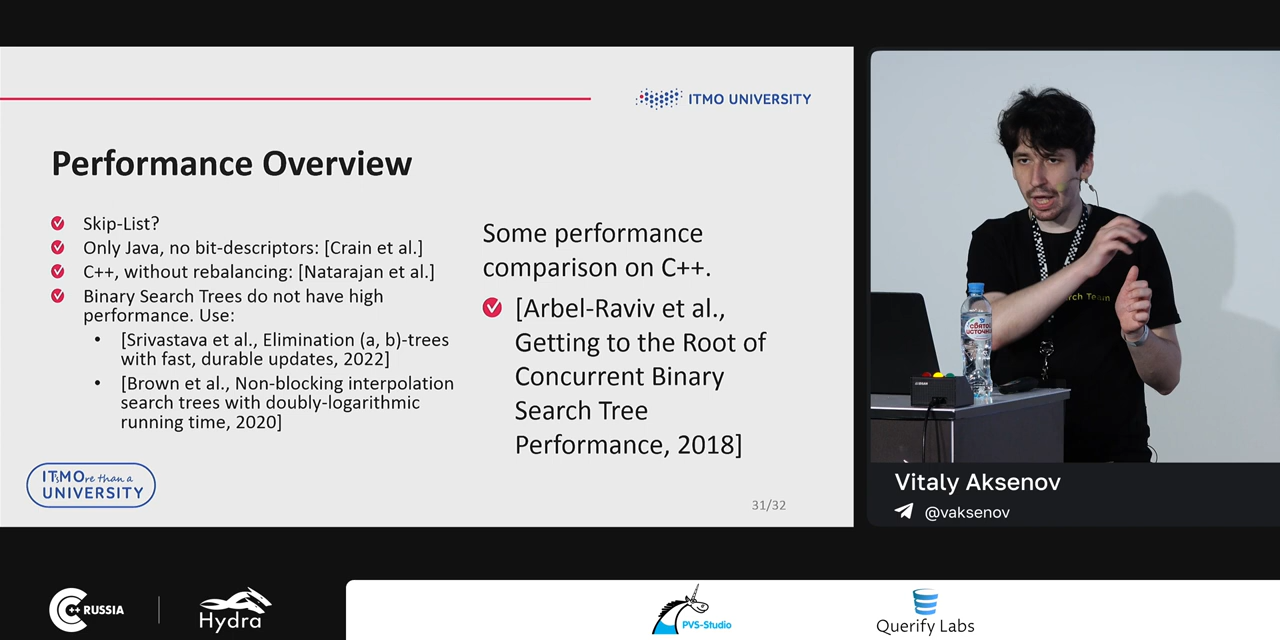 ITMO UNIVERSITY
Performance Overview
Skip-List?
Only Java, no bit-descriptors: [Crain et al.]
C++, without rebalancing: [Natarajan et al.]
Binary Search Trees do not have high
performance. Use:
• [Srivastava et al., Elimination (a, b)-trees
with fast, durable updates, 2022]
• [Brown et al., Non-blocking interpolation
search trees with doubly-logarithmic
running time, 2020]
Some performance
comparison on C++.
[Arbel-Raviv et al.,
Getting to the Root of
Concurrent Binary
Search Tree
Performance, 2018]
ITsMOre than a
UNIVERSITY
31/32
СВЯТОЙ
ИСТОЧНИК
Vitaly Aksenov
@vaksenov
C++ RUSSIA
Hydra
PVS-Studio
Querify Labs